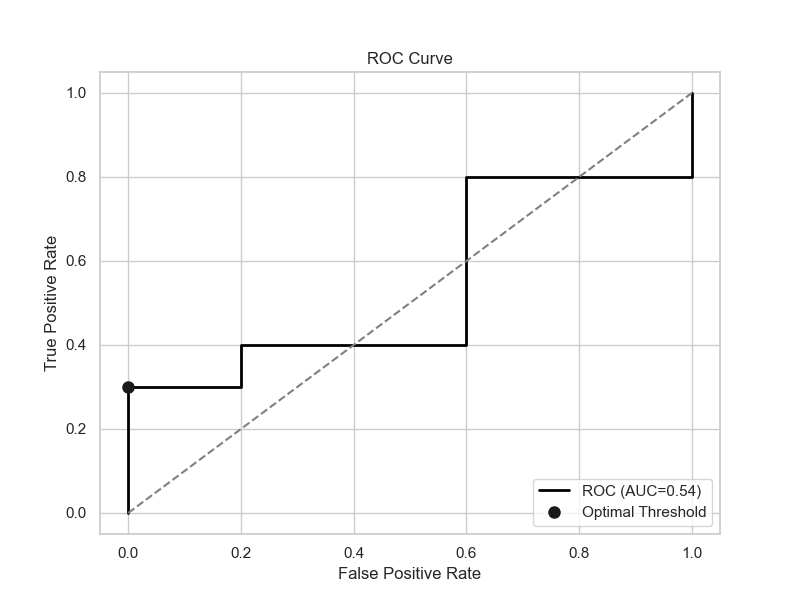 ROC Curve
True Positive Rate
1.0
0.8
0.6
0.4
0.2
0.0
0.0 0.2 0.4 0.6 0.8 1.0
False Positive Rate
ROC (AUC=0.54)
Optimal Threshold